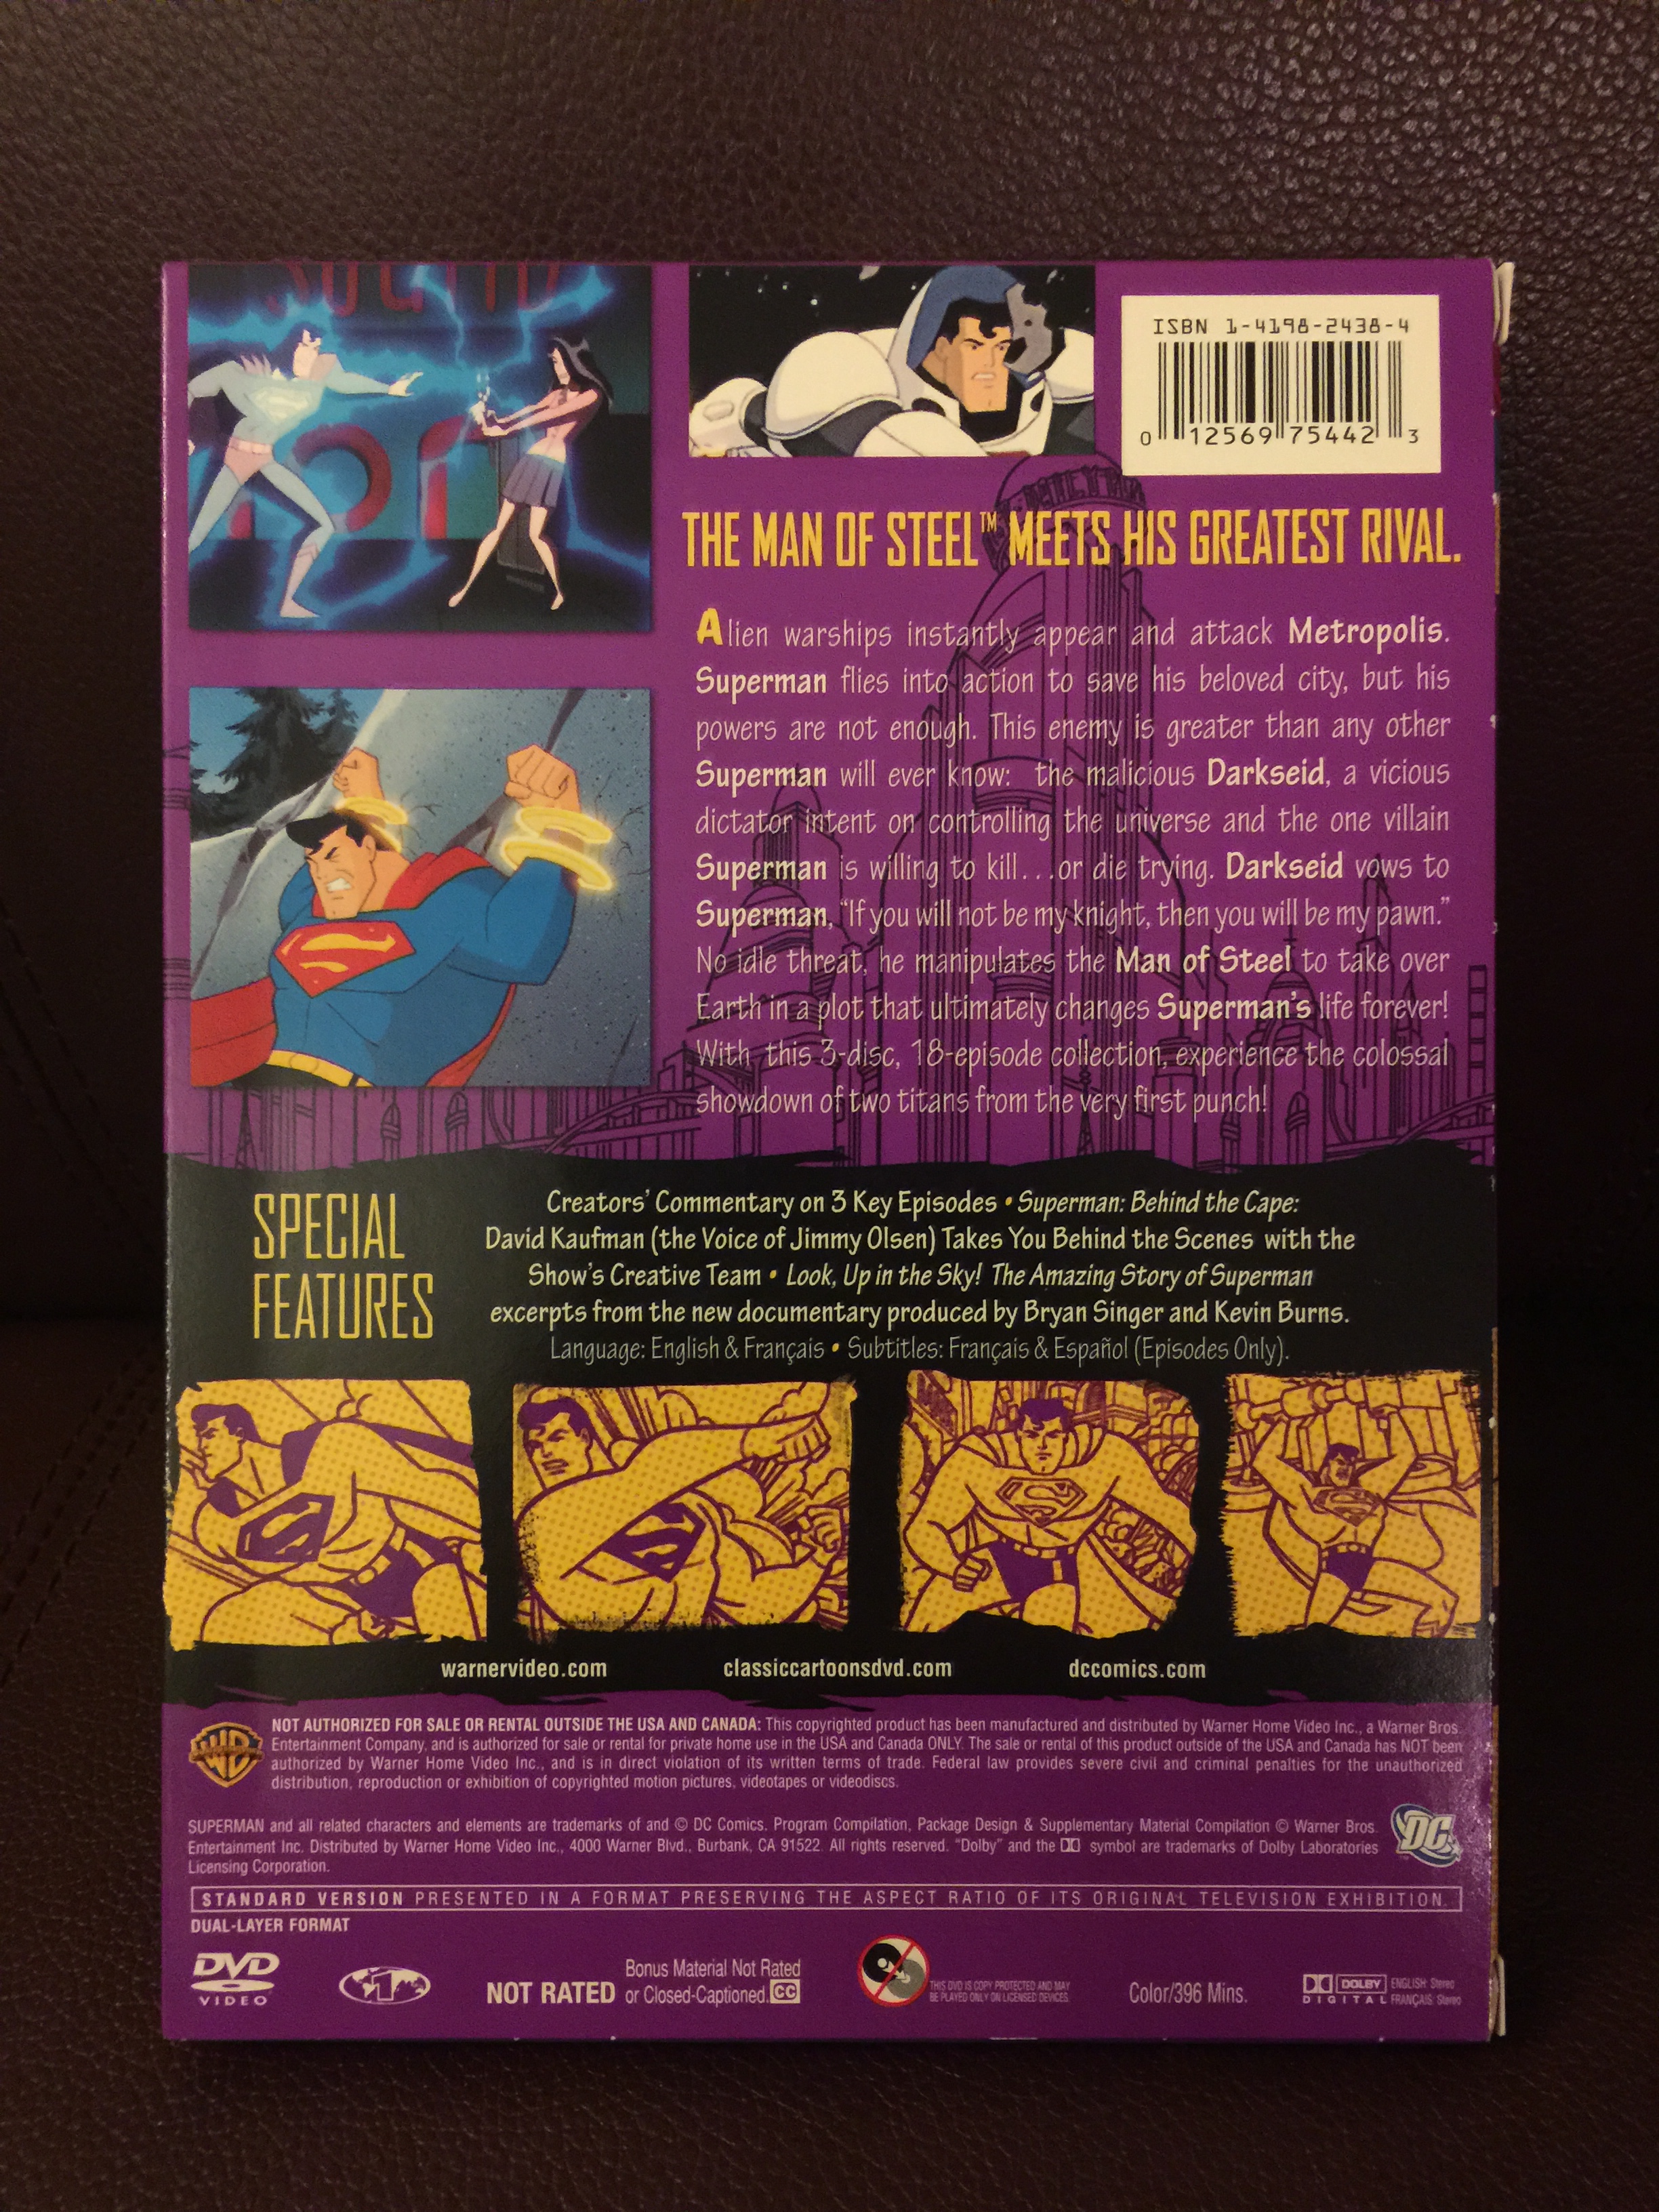 ISBN 1-4198-2438-4
0 12569 75442 3
THE MAN OF STEEL™ MEETS HIS GREATEST RIVAL.
Alien warships instantly appear and attack Metropolis.
Superman flies into action to save his beloved city, but his
powers are not enough. This enemy is greater than any other
Superman will ever know: the malicious Darkseid, a vicious
dictator intent on controlling the universe and the one villain
Superman is willing to kill...or die trying. Darkseid vows to
Superman, “If you will not be my knight, then you will be my pawn.”
No idle threat, he manipulates the Man of Steel to take over
Earth in a plot that ultimately changes Superman's life forever!
With this 3-disc, 18-episode collection, experience the colossal
showdown of two titans from the very first punch!
SPECIAL
FEATURES
Creators' Commentary on 3 Key Episodes • Superman: Behind the Cape:
David Kaufman (the Voice of Jimmy Olsen) Takes You Behind the Scenes with the
Show's Creative Team • Look, Up in the Sky! The Amazing Story of Superman
excerpts from the new documentary produced by Bryan Singer and Kevin Burns.
Language: English & Français • Subtitles: Français & Español (Episodes Only).
warnervideo.com classiccartoonsdvd.com dccomics.com
WB
NOT AUTHORIZED FOR SALE OR RENTAL OUTSIDE THE USA AND CANADA: This copyrighted product has been manufactured and distributed by Warner Home Video Inc., a Warner Bros.
Entertainment Company, and is authorized for sale or rental for private home use in the USA and Canada ONLY. The sale or rental of this product outside of the USA and Canada has NOT been
authorized by Warner Home Video Inc., and is in direct violation of its written terms of trade. Federal law provides severe civil and criminal penalties for the unauthorized
distribution, reproduction or exhibition of copyrighted motion pictures, videotapes or videodiscs.
SUPERMAN and all related characters and elements are trademarks of and © DC Comics. Program Compilation, Package Design & Supplementary Material Compilation © Warner Bros.
Entertainment Inc. Distributed by Warner Home Video Inc., 4000 Warner Blvd., Burbank, CA 91522. All rights reserved. “Dolby” and the symbol are trademarks of Dolby Laboratories
Licensing Corporation.
DC
STANDARD VERSION PRESENTED IN A FORMAT PRESERVING THE ASPECT RATIO OF ITS ORIGINAL TELEVISION EXHIBITION.
DUAL-LAYER FORMAT
DVD
VIDEO
1
NOT RATED
Bonus Material Not Rated
or Closed-Captioned. CC
THIS DVD IS COPY PROTECTED AND MAY
BE PLAYED ONLY ON LICENSED DEVICES.
Color/396 Mins.
DOLBY
DIGITAL
ENGLISH: Stereo
FRANÇAIS: Stereo